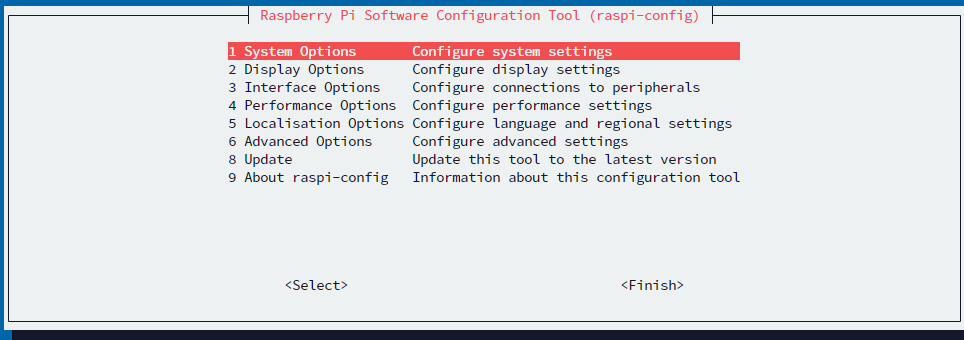 Raspberry Pi Software Configuration Tool (raspi-config)
1 System Options Configure system settings
2 Display Options Configure display settings
3 Interface Options Configure connections to peripherals
4 Performance Options Configure performance settings
5 Localisation Options Configure language and regional settings
6 Advanced Options Configure advanced settings
8 Update Update this tool to the latest version
9 About raspi-config Information about this configuration tool
<Select> <Finish>